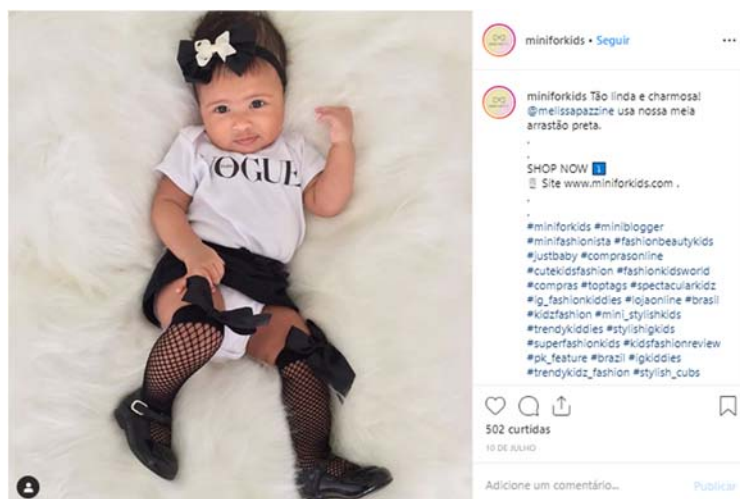 VOGUE
miniforkids • Seguir
miniforkids Tão linda e charmosa!
@melissapazzine usa nossa meia
arrastão preta.
.
.
SHOP NOW
Site www.miniforkids.com .
.
.
#miniforkids #miniblogger
#minifashionista #fashionbeautykids
#justbaby #comprasonline
#cutekidsfashion #fashionkidsworld
#compras #toptags #spectacularkidz
#ig_fashionkiddies #lojaonline #brasil
#kidzfashion #mini_stylishkids
#trendykiddies #stylishigkids
#superfashionkids #kidsfashionreview
#pk_feature #brazil #igkiddies
#trendykidz_fashion #stylish_cubs
502 curtidas
10 DE JULHO
Adicione um comentário...
Publicar